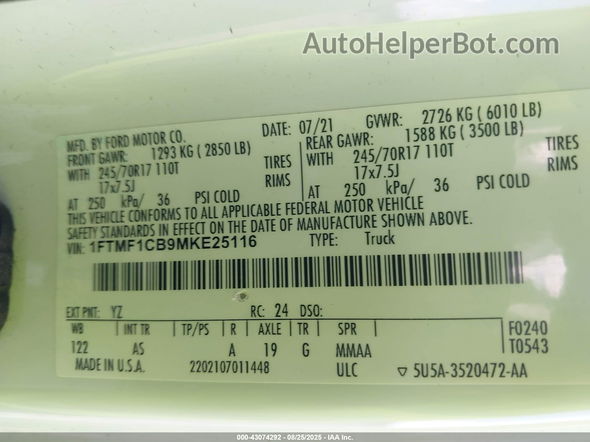 AutoHelperBot.com
MFD. BY FORD MOTOR CO.
DATE: 07/21 GVWR: 2726 KG ( 6010 LB)
FRONT GAWR: 1293 KG ( 2850 LB) REAR GAWR: 1588 KG ( 3500 LB)
WITH 245/70R17 110T TIRES WITH 245/70R17 110T TIRES
17x7.5J RIMS 17x7.5J RIMS
AT 250 kPa/ 36 PSI COLD AT 250 kPa/ 36 PSI COLD
THIS VEHICLE CONFORMS TO ALL APPLICABLE FEDERAL MOTOR VEHICLE
SAFETY STANDARDS IN EFFECT ON THE DATE OF MANUFACTURE SHOWN ABOVE.
VIN: 1FTMF1CB9MKE25116 TYPE: Truck
EXT PNT: YZ RC: 24 DSO:
WB INT TR TP/PS R AXLE TR SPR F0240
122 AS A 19 G MMAA T0543
MADE IN U.S.A. 2202107011448 ULC ▽ 5U5A-3520472-AA
000-43074292 - 08/25/2025 - IAA Inc.